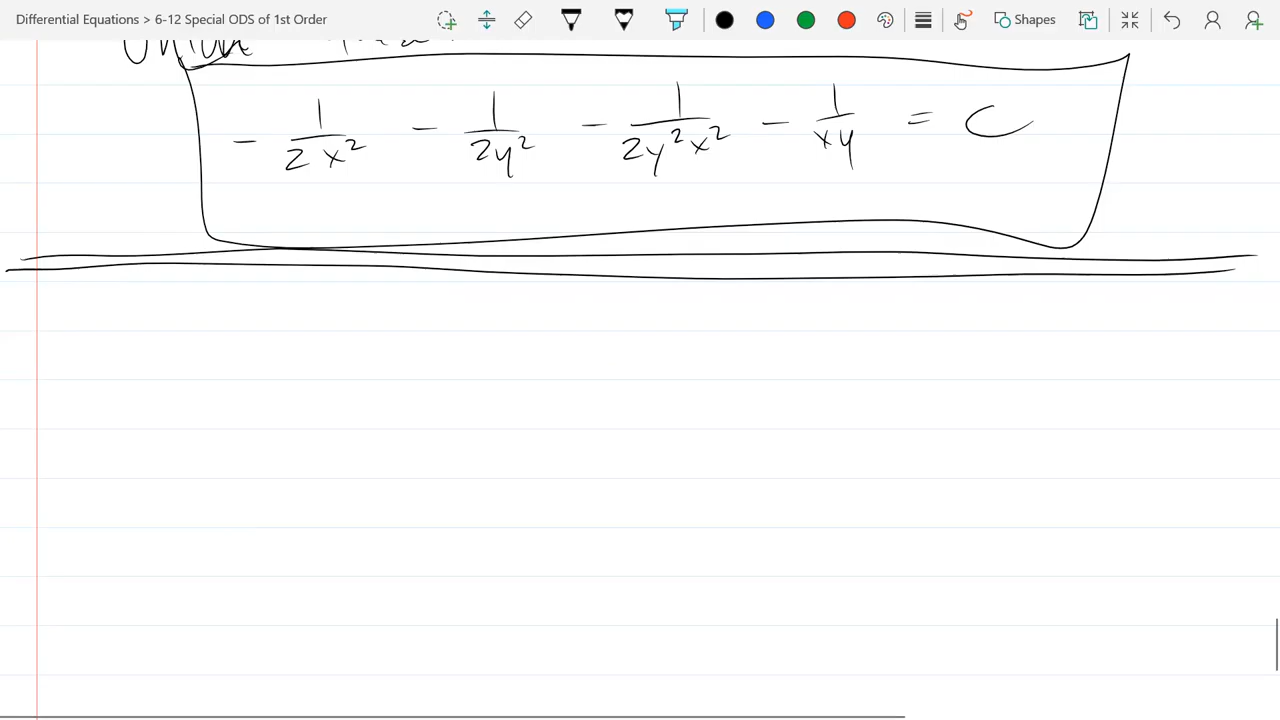 Differential Equations > 6-12 Special ODS of 1st Order
Shapes
- 1/(2x²) - 1/(2y²) - 1/(2y²x²) - 1/(xy) = C